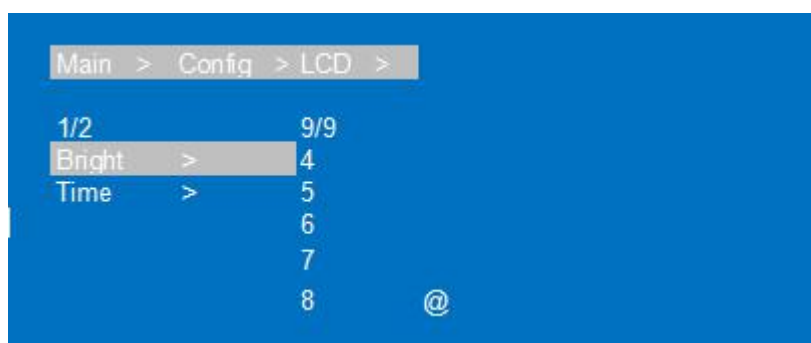 Main > Config > LCD >
1/2 9/9
Bright > 4
Time > 5
6
7
8 @